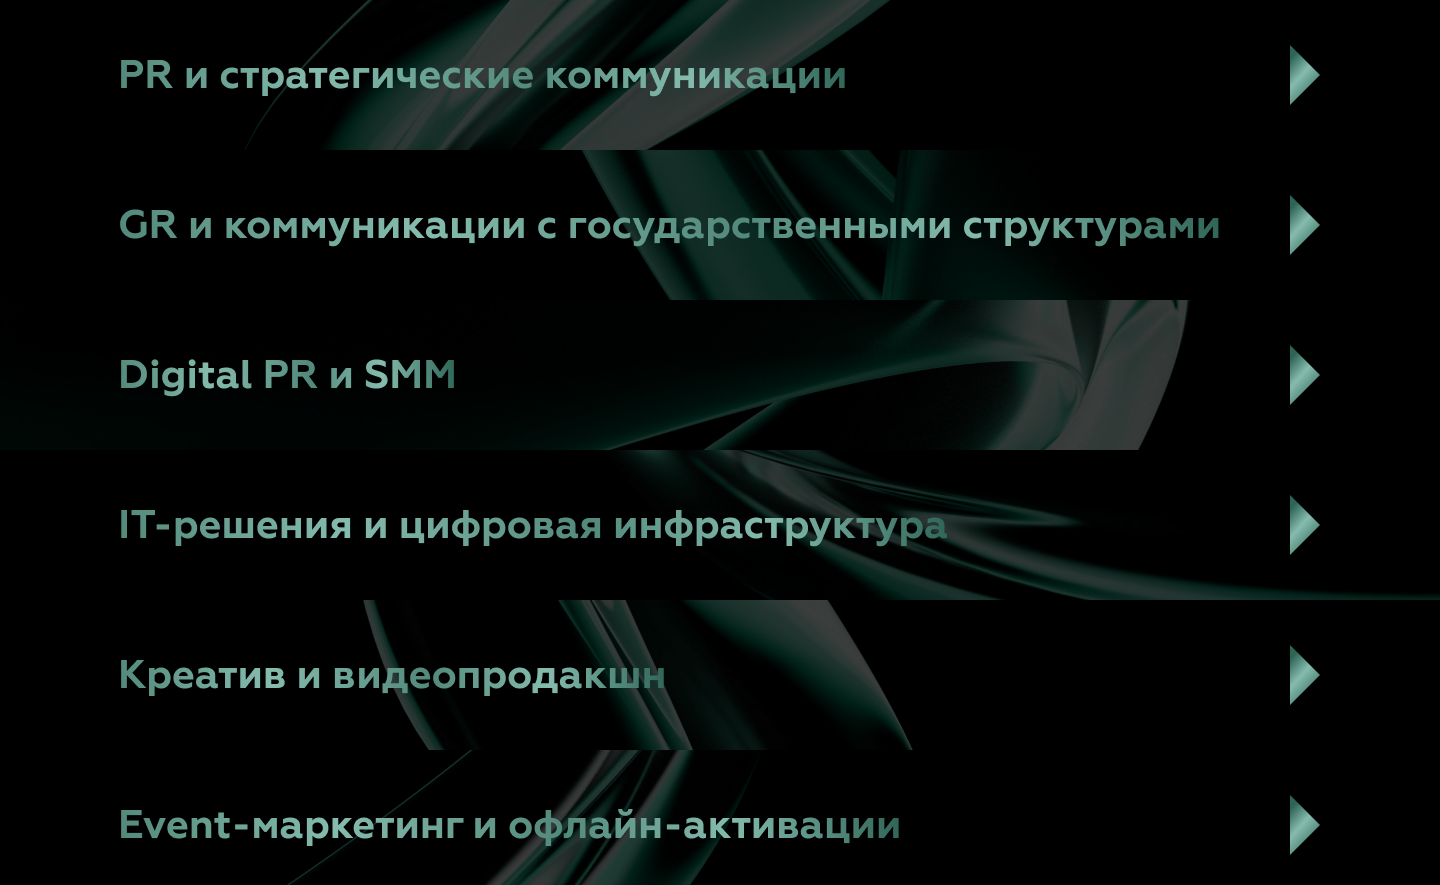 PR и стратегические коммуникации
GR и коммуникации с государственными структурами
Digital PR и SMM
IT-решения и цифровая инфраструктура
Креатив и видеопродакшн
Event-маркетинг и офлайн-активации